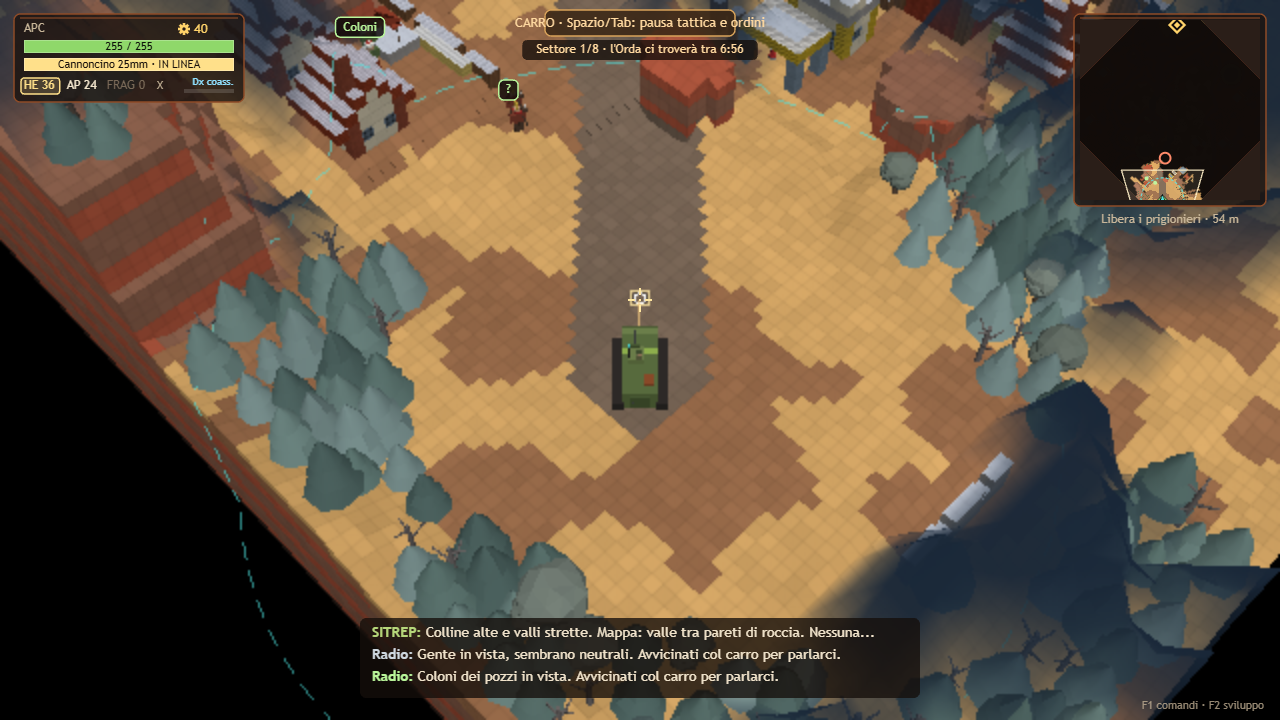 APC
40
255 / 255
Cannoncino 25mm · IN LINEA
HE 36 AP 24 FRAG 0 X Dx coass.
Coloni
?
CARRO · Spazio/Tab: pausa tattica e ordini
Settore 1/8 · l'Orda ci troverà tra 6:56
Libera i prigionieri · 54 m
SITREP: Colline alte e valli strette. Mappa: valle tra pareti di roccia. Nessuna...
Radio: Gente in vista, sembrano neutrali. Avvicinati col carro per parlarci.
Radio: Coloni dei pozzi in vista. Avvicinati col carro per parlarci.
F1 comandi · F2 sviluppo